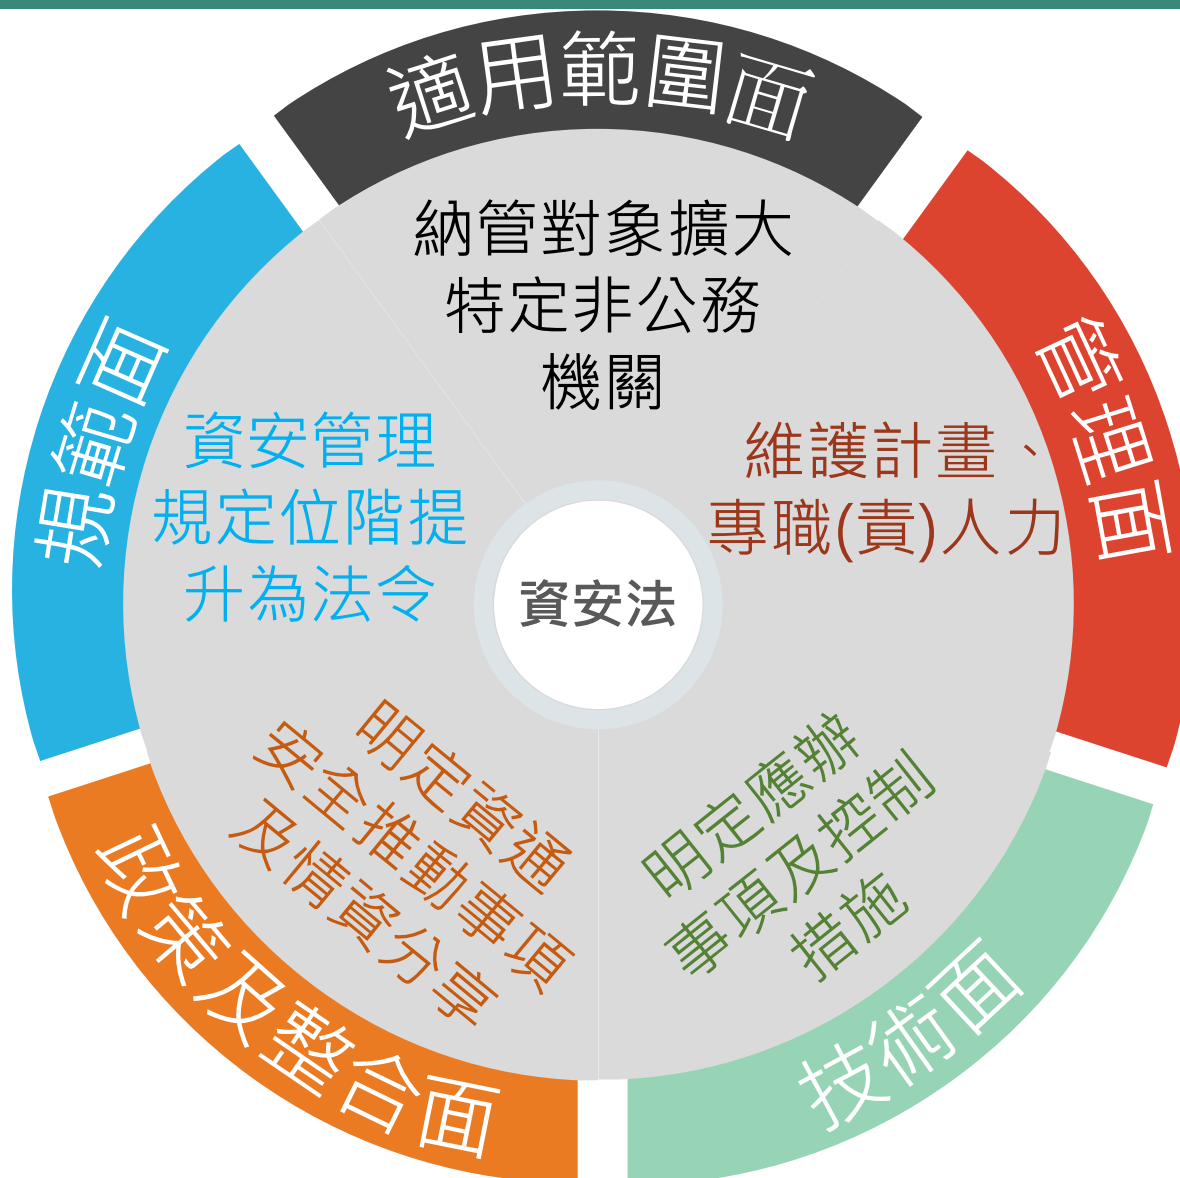 適用範圍面
納管對象擴大
特定非公務
機關
管理面
維護計畫、
專職(責)人力
技術面
明定應辦
事項及控制
措施
政策及整合面
明定資通
安全推動事項
及情資分享
規範面
資安管理
規定位階提
升為法令
資安法